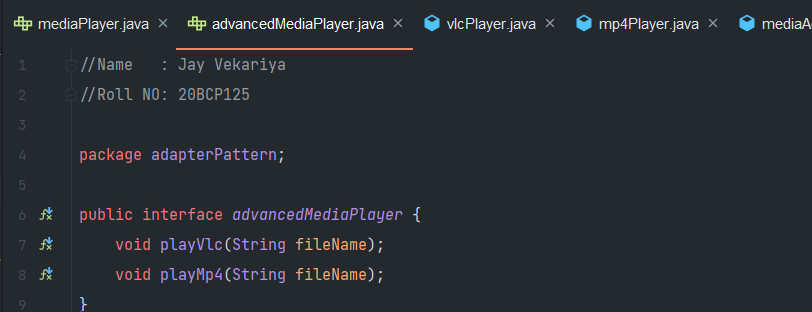 mediaPlayer.java × advancedMediaPlayer.java × vlcPlayer.java × mp4Player.java × mediaA
1 //Name   : Jay Vekariya
2 //Roll NO: 20BCP125
3
4 package adapterPattern;
5
6 public interface advancedMediaPlayer {
7     void playVlc(String fileName);
8     void playMp4(String fileName);
9 }